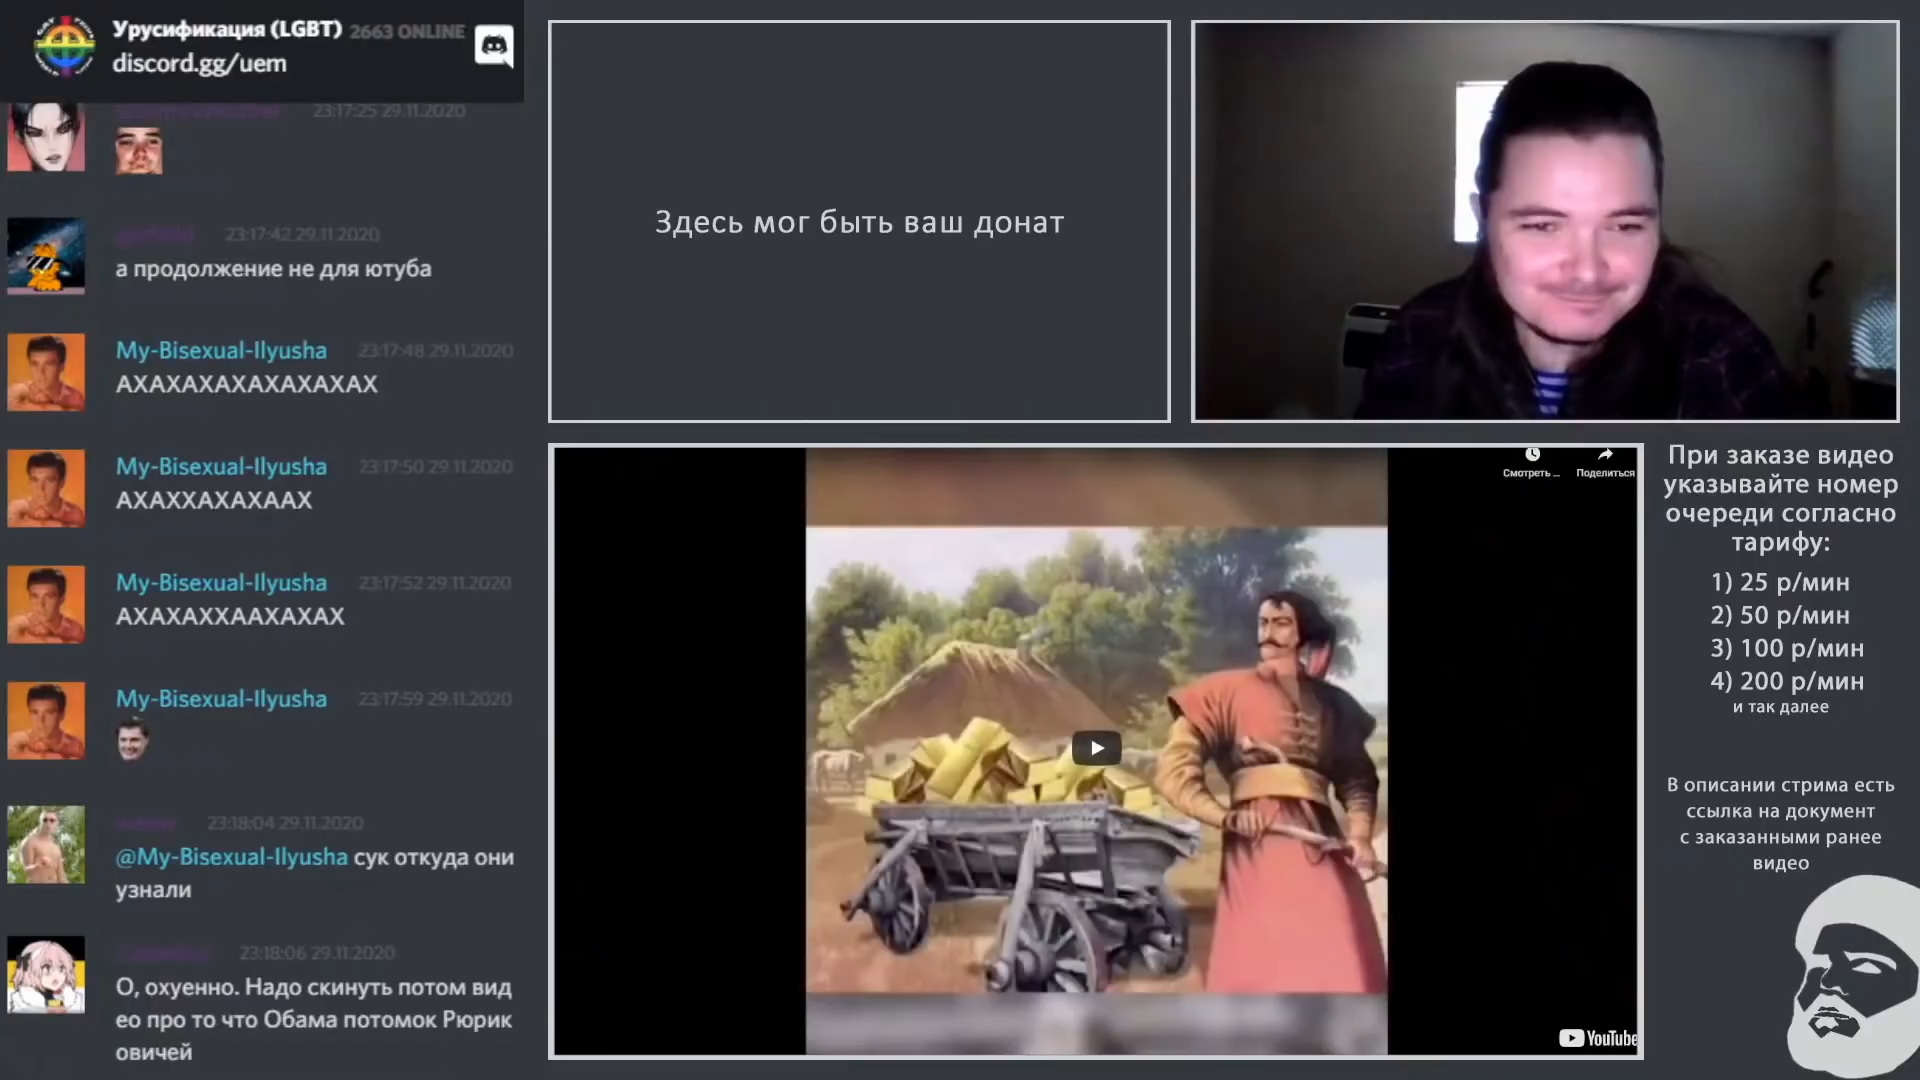 Урусификация (LGBT) 2663 ONLINE
discord.gg/uem
23:17:25 29.11.2020
23:17:42 29.11.2020
а продолжение не для ютуба
My-Bisexual-Ilyusha 23:17:48 29.11.2020
АХАХАХАХАХАХАХАХ
My-Bisexual-Ilyusha 23:17:50 29.11.2020
АХАХХАХАХААХ
My-Bisexual-Ilyusha 23:17:52 29.11.2020
АХАХАХХААХАХАХ
My-Bisexual-Ilyusha 23:17:59 29.11.2020
23:18:04 29.11.2020
@My-Bisexual-Ilyusha сук откуда они
узнали
23:18:06 29.11.2020
О, охуенно. Надо скинуть потом вид
ео про то что Обама потомок Рюрик
овичей
Здесь мог быть ваш донат
Смотреть ...
Поделиться
YouTube
При заказе видео
указывайте номер
очереди согласно
тарифу:
1) 25 р/мин
2) 50 р/мин
3) 100 р/мин
4) 200 р/мин
и так далее
В описании стрима есть
ссылка на документ
с заказанными ранее
видео